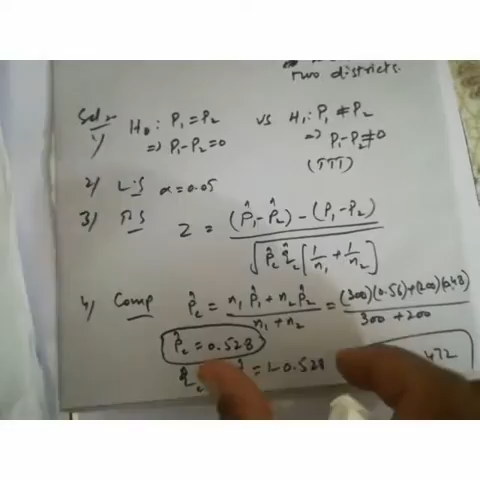 two districts.
Sol:
1) H₀: P₁ = P₂ vs H₁: P₁ ≠ P₂
⇒ P₁-P₂=0 ⇒ P₁-P₂≠0
(TTT)
2) L.S α=0.05
3) T.S Z = (P̂₁-P̂₂) - (P₁-P₂) / √P̂c q̂c [1/n₁ + 1/n₂]
4) Comp P̂c = n₁P̂₁ + n₂P̂₂ / n₁ + n₂ = (300)(0.56)+(200)(0.48) / 300 + 200
P̂c = 0.528
q̂c = 1-0.528 472